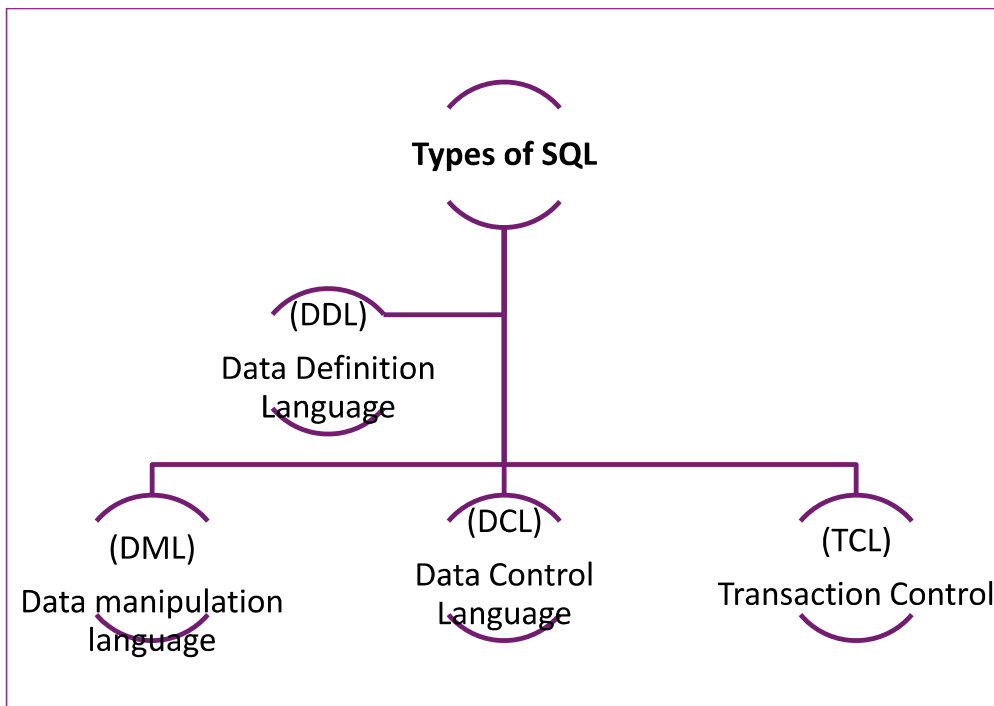 Types of SQL
(DDL)
Data Definition
Language
(DML)
Data manipulation
language
(DCL)
Data Control
Language
(TCL)
Transaction Control